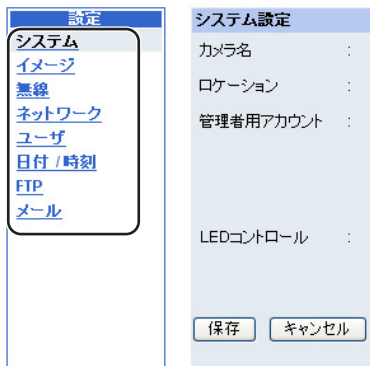 設定
システム
イメージ
無線
ネットワーク
ユーザ
日付 / 時刻
FTP
メール
システム設定
カメラ名 :
ロケーション :
管理者用アカウント :
LEDコントロール :
保存 キャンセル